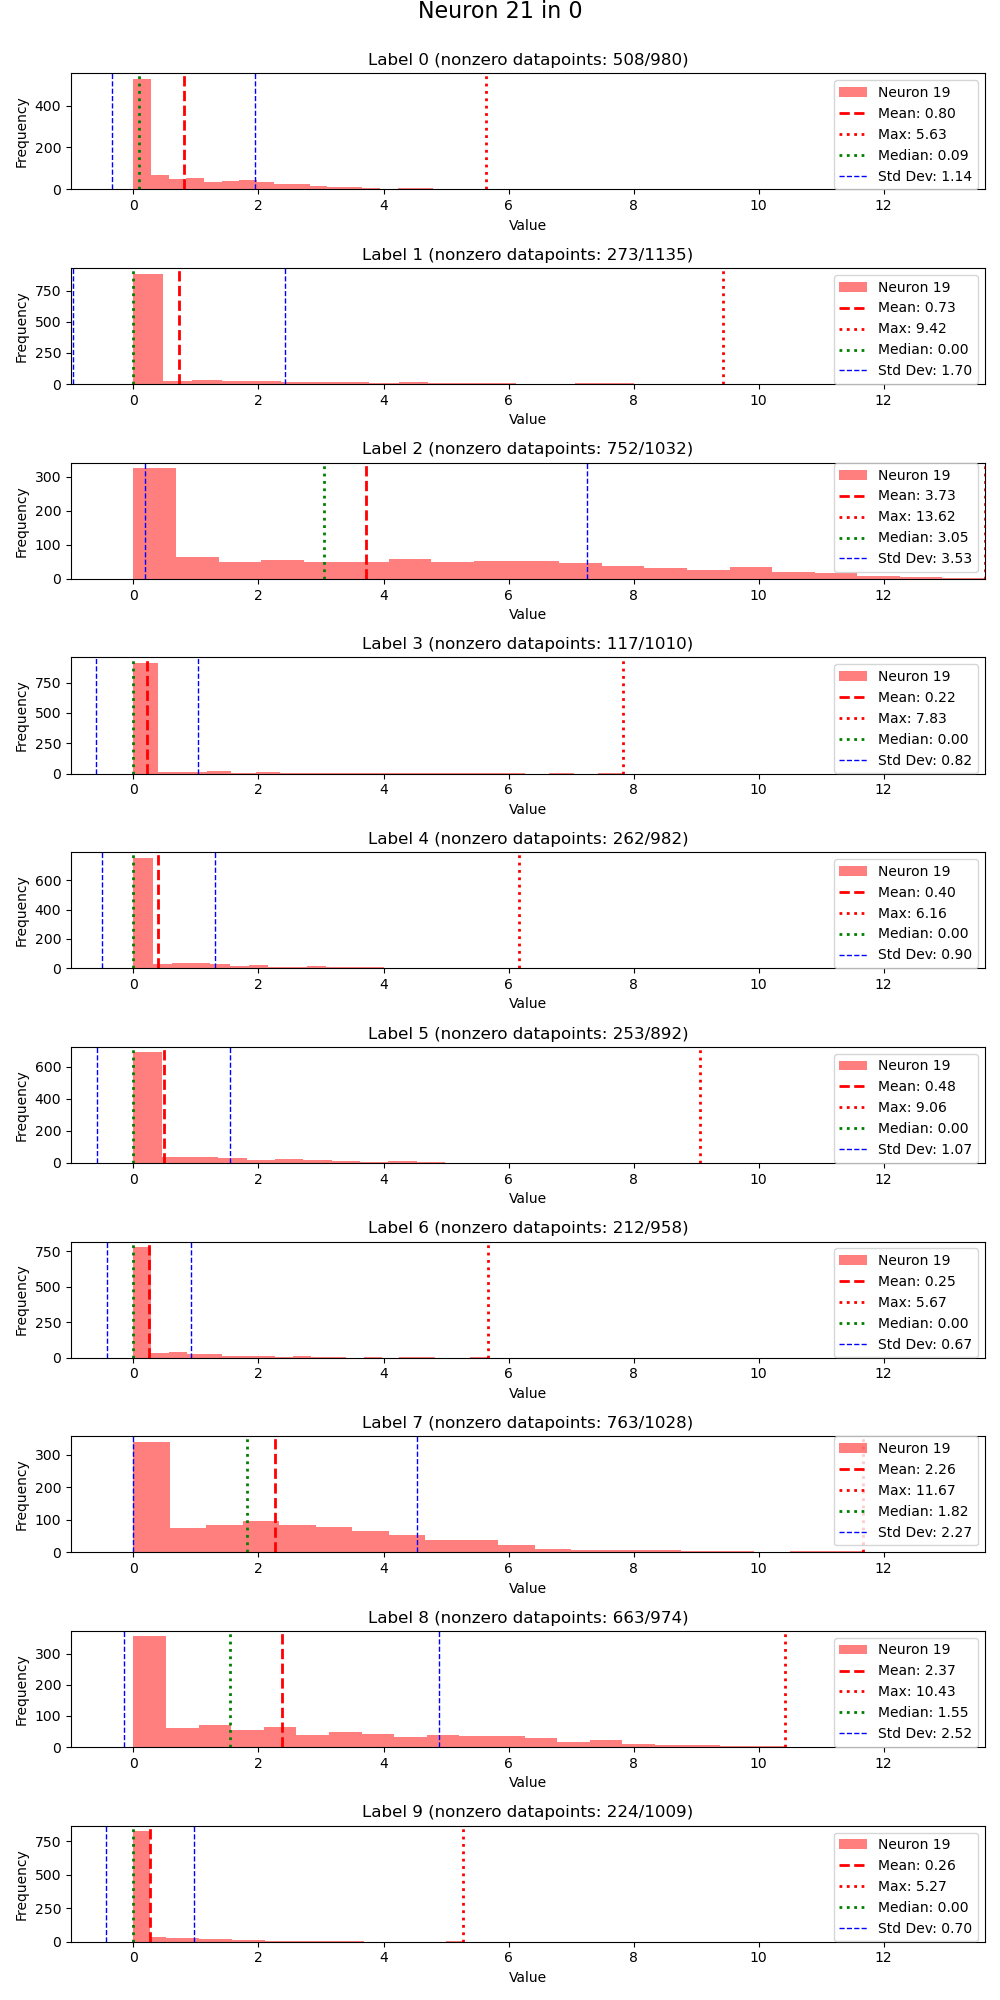 Neuron 21 in 0
Label 0 (nonzero datapoints: 508/980)
Frequency
400
200
0
Neuron 19
Mean: 0.80
Max: 5.63
Median: 0.09
Std Dev: 1.14
0 2 4 6 8 10 12
Value
Label 1 (nonzero datapoints: 273/1135)
Frequency
750
500
250
0
Neuron 19
Mean: 0.73
Max: 9.42
Median: 0.00
Std Dev: 1.70
0 2 4 6 8 10 12
Value
Label 2 (nonzero datapoints: 752/1032)
Frequency
300
200
100
0
Neuron 19
Mean: 3.73
Max: 13.62
Median: 3.05
Std Dev: 3.53
0 2 4 6 8 10 12
Value
Label 3 (nonzero datapoints: 117/1010)
Frequency
750
500
250
0
Neuron 19
Mean: 0.22
Max: 7.83
Median: 0.00
Std Dev: 0.82
0 2 4 6 8 10 12
Value
Label 4 (nonzero datapoints: 262/982)
Frequency
600
400
200
0
Neuron 19
Mean: 0.40
Max: 6.16
Median: 0.00
Std Dev: 0.90
0 2 4 6 8 10 12
Value
Label 5 (nonzero datapoints: 253/892)
Frequency
600
400
200
0
Neuron 19
Mean: 0.48
Max: 9.06
Median: 0.00
Std Dev: 1.07
0 2 4 6 8 10 12
Value
Label 6 (nonzero datapoints: 212/958)
Frequency
750
500
250
0
Neuron 19
Mean: 0.25
Max: 5.67
Median: 0.00
Std Dev: 0.67
0 2 4 6 8 10 12
Value
Label 7 (nonzero datapoints: 763/1028)
Frequency
300
200
100
0
Neuron 19
Mean: 2.26
Max: 11.67
Median: 1.82
Std Dev: 2.27
0 2 4 6 8 10 12
Value
Label 8 (nonzero datapoints: 663/974)
Frequency
300
200
100
0
Neuron 19
Mean: 2.37
Max: 10.43
Median: 1.55
Std Dev: 2.52
0 2 4 6 8 10 12
Value
Label 9 (nonzero datapoints: 224/1009)
Frequency
750
500
250
0
Neuron 19
Mean: 0.26
Max: 5.27
Median: 0.00
Std Dev: 0.70
0 2 4 6 8 10 12
Value